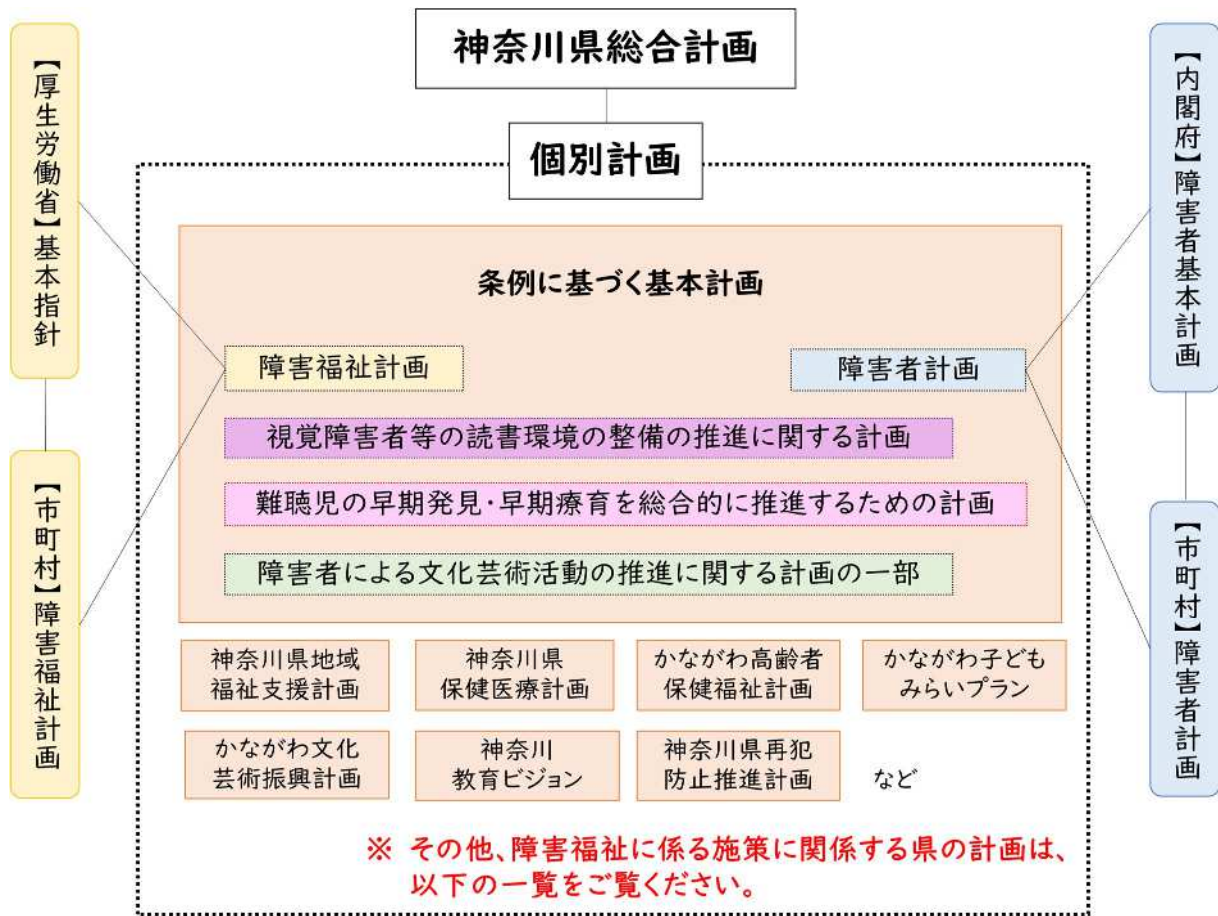 神奈川県総合計画
個別計画
【厚生労働省】基本指針
【市町村】障害福祉計画
条例に基づく基本計画
障害福祉計画
障害者計画
視覚障害者等の読書環境の整備の推進に関する計画
難聴児の早期発見・早期療育を総合的に推進するための計画
障害者による文化芸術活動の推進に関する計画の一部
神奈川県地域
福祉支援計画
神奈川県
保健医療計画
かながわ高齢者
保健福祉計画
かながわ子ども
みらいプラン
かながわ文化
芸術振興計画
神奈川
教育ビジョン
神奈川県再犯
防止推進計画
など
※ その他、障害福祉に係る施策に関係する県の計画は、
以下の一覧をご覧ください。
【内閣府】障害者基本計画
【市町村】障害者計画